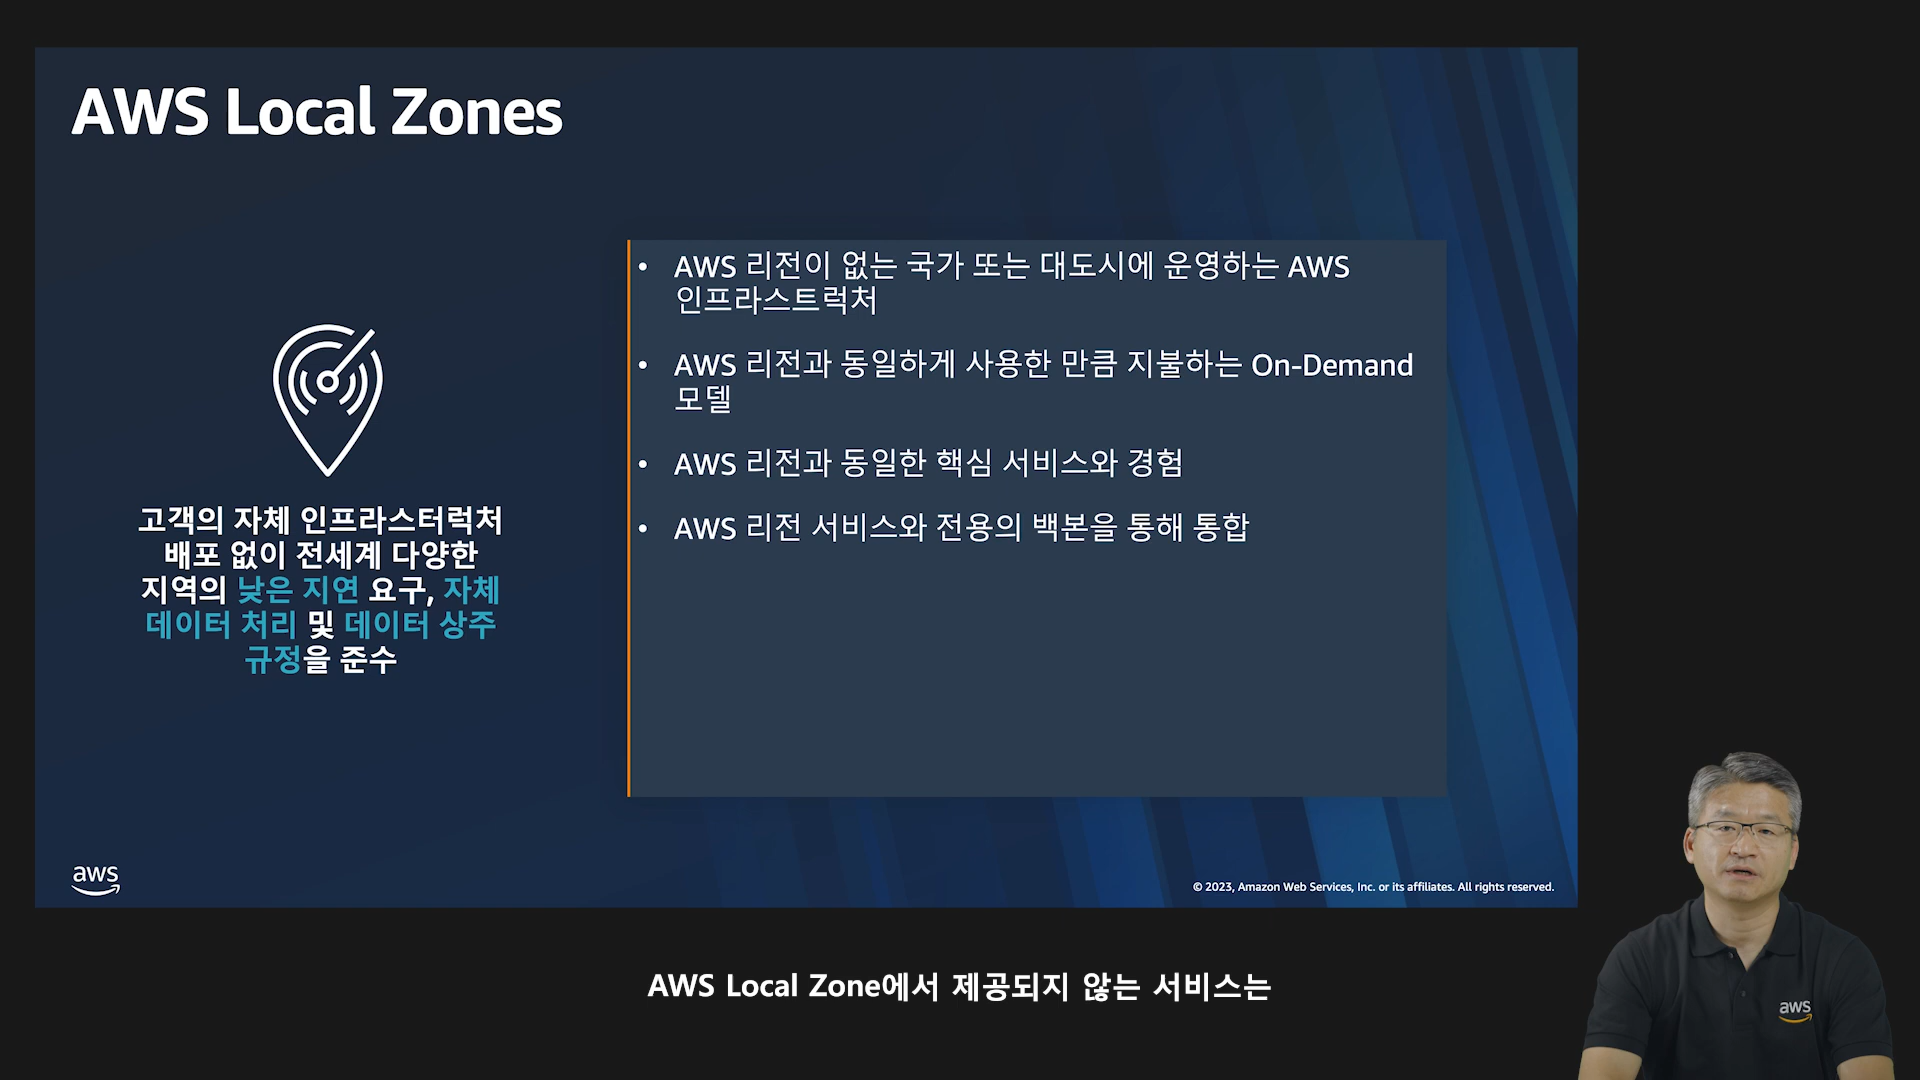 AWS Local Zones
고객의 자체 인프라스터럭처
배포 없이 전세계 다양한
지역의 낮은 지연 요구, 자체
데이터 처리 및 데이터 상주
규정을 준수
• AWS 리전이 없는 국가 또는 대도시에 운영하는 AWS
인프라스트럭처
• AWS 리전과 동일하게 사용한 만큼 지불하는 On-Demand
모델
• AWS 리전과 동일한 핵심 서비스와 경험
• AWS 리전 서비스와 전용의 백본을 통해 통합
aws
© 2023, Amazon Web Services, Inc. or its affiliates. All rights reserved.
AWS Local Zone에서 제공되지 않는 서비스는
aws